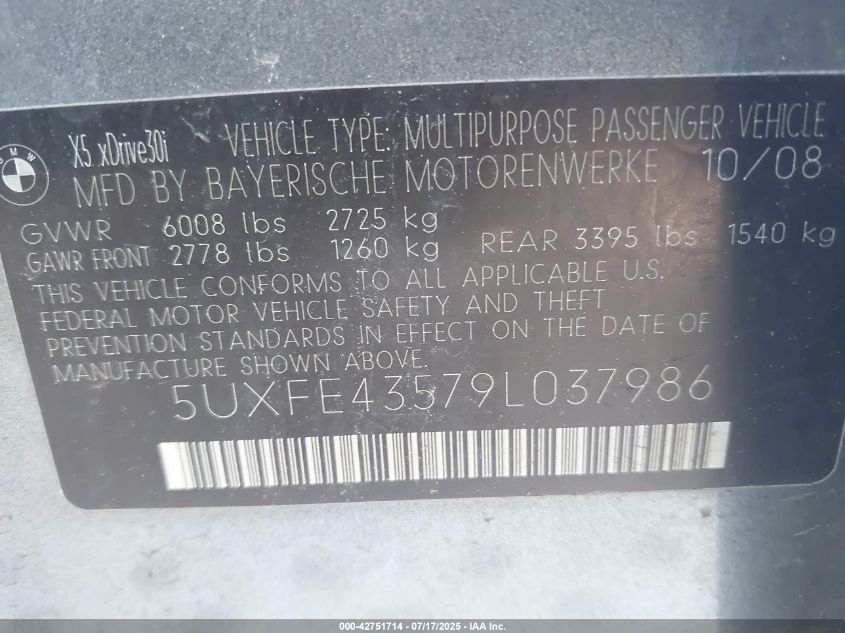 BMW
X5 xDrive30i VEHICLE TYPE: MULTIPURPOSE PASSENGER VEHICLE
MFD BY BAYERISCHE MOTORENWERKE 10/08
GVWR 6008 lbs 2725 kg
GAWR FRONT 2778 lbs 1260 kg REAR 3395 lbs 1540 kg
THIS VEHICLE CONFORMS TO ALL APPLICABLE U.S.
FEDERAL MOTOR VEHICLE SAFETY AND THEFT
PREVENTION STANDARDS IN EFFECT ON THE DATE OF
MANUFACTURE SHOWN ABOVE.
5UXFE43579L037986
000-42751714 - 07/17/2025 - IAA Inc.